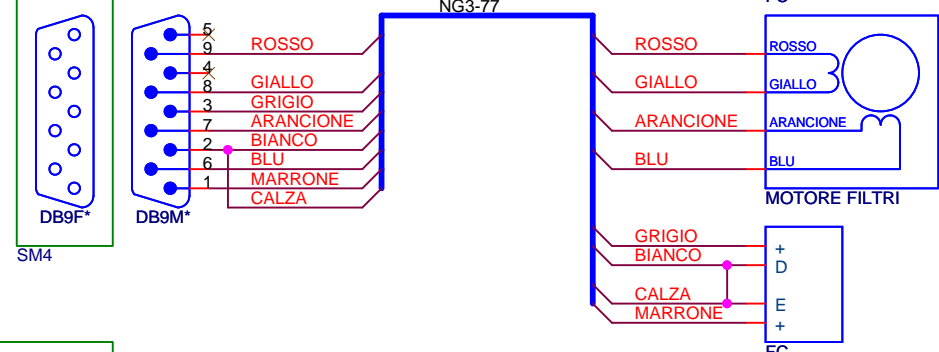 NG3-77
5
9 ROSSO
4
8 GIALLO
3 GRIGIO
7 ARANCIONE
2 BIANCO
6 BLU
1 MARRONE
CALZA
DB9F*
DB9M*
SM4
ROSSO ROSSO
GIALLO GIALLO
ARANCIONE ARANCIONE
BLU BLU
MOTORE FILTRI
GRIGIO +
BIANCO D
CALZA E
MARRONE +